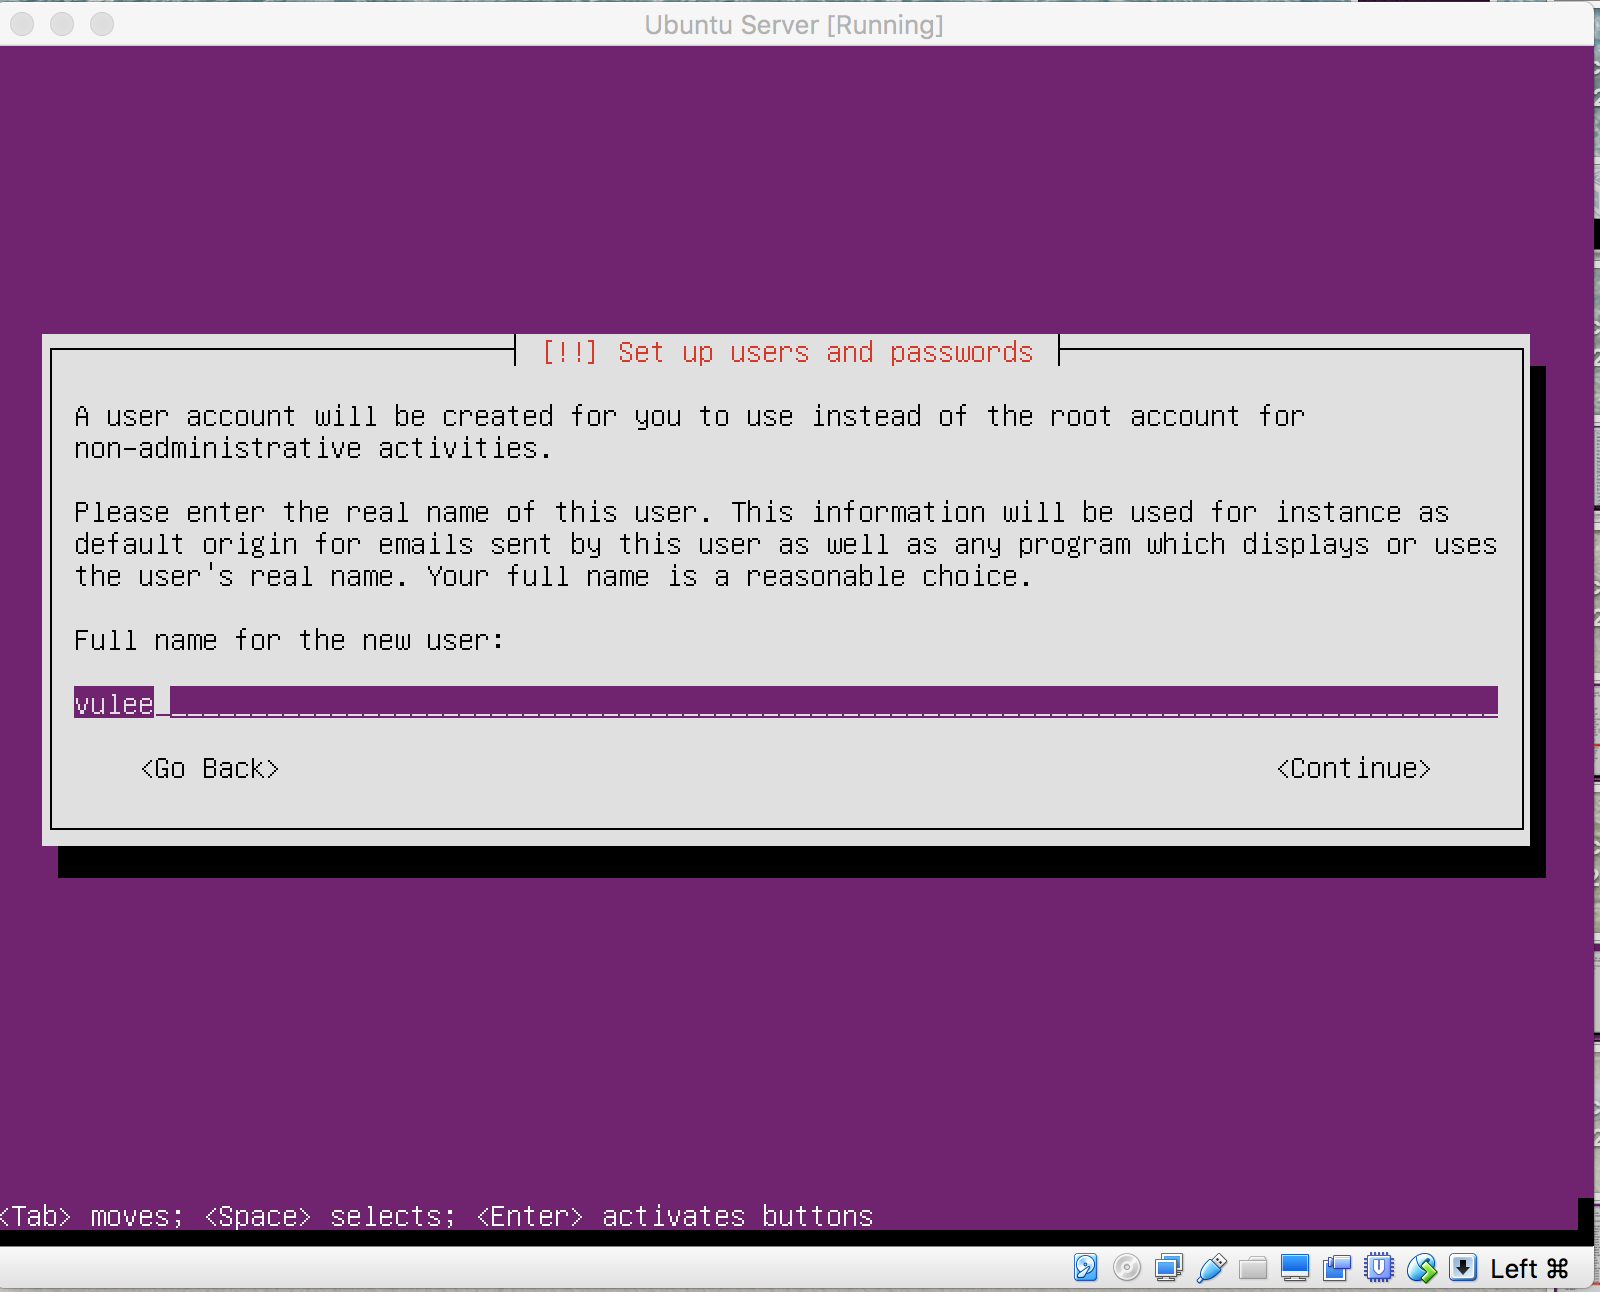 Ubuntu Server [Running]
[!!] Set up users and passwords
A user account will be created for you to use instead of the root account for
non-administrative activities.
Please enter the real name of this user. This information will be used for instance as
default origin for emails sent by this user as well as any program which displays or uses
the user's real name. Your full name is a reasonable choice.
Full name for the new user:
vulee
<Go Back> <Continue>
<Tab> moves; <Space> selects; <Enter> activates buttons
Left ⌘